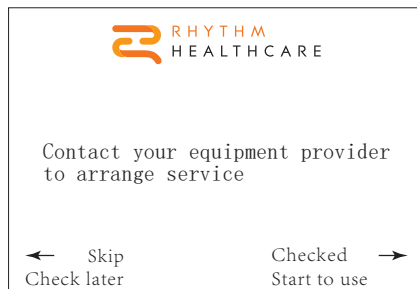 RHYTHM
HEALTHCARE
Contact your equipment provider
to arrange service
← Skip
Check later
Checked →
Start to use